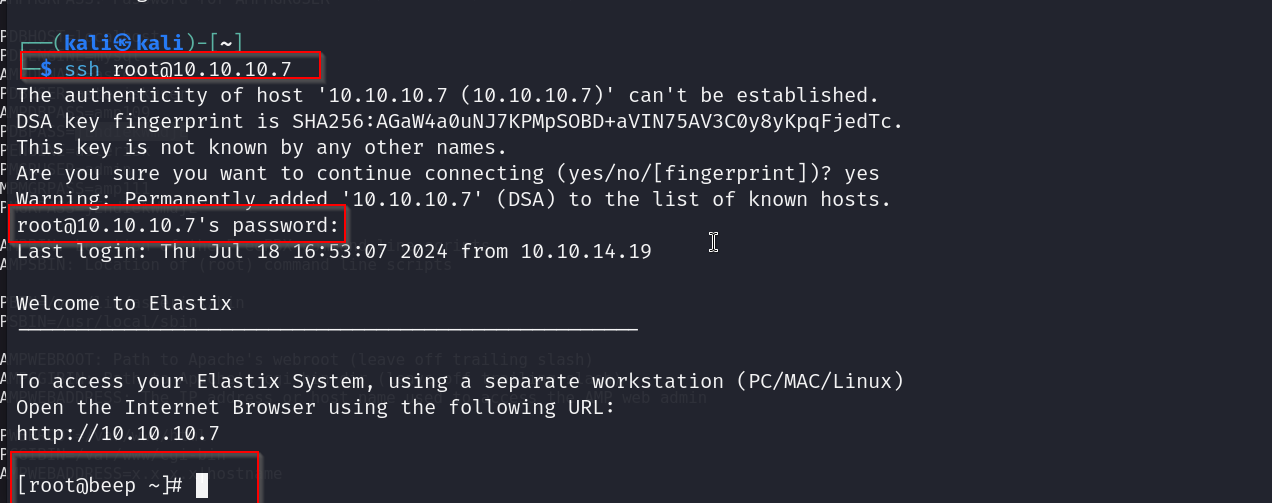 ┌──(kali㉿kali)-[~]
└─$ ssh root@10.10.10.7
The authenticity of host '10.10.10.7 (10.10.10.7)' can't be established.
DSA key fingerprint is SHA256:AGaW4a0uNJ7KPMpSOBD+aVIN75AV3C0y8yKpqFjedTc.
This key is not known by any other names.
Are you sure you want to continue connecting (yes/no/[fingerprint])? yes
Warning: Permanently added '10.10.10.7' (DSA) to the list of known hosts.
root@10.10.10.7's password:
Last login: Thu Jul 18 16:53:07 2024 from 10.10.14.19
Welcome to Elastix
----------------------------------------------------
To access your Elastix System, using a separate workstation (PC/MAC/Linux)
Open the Internet Browser using the following URL:
http://10.10.10.7
[root@beep ~]#